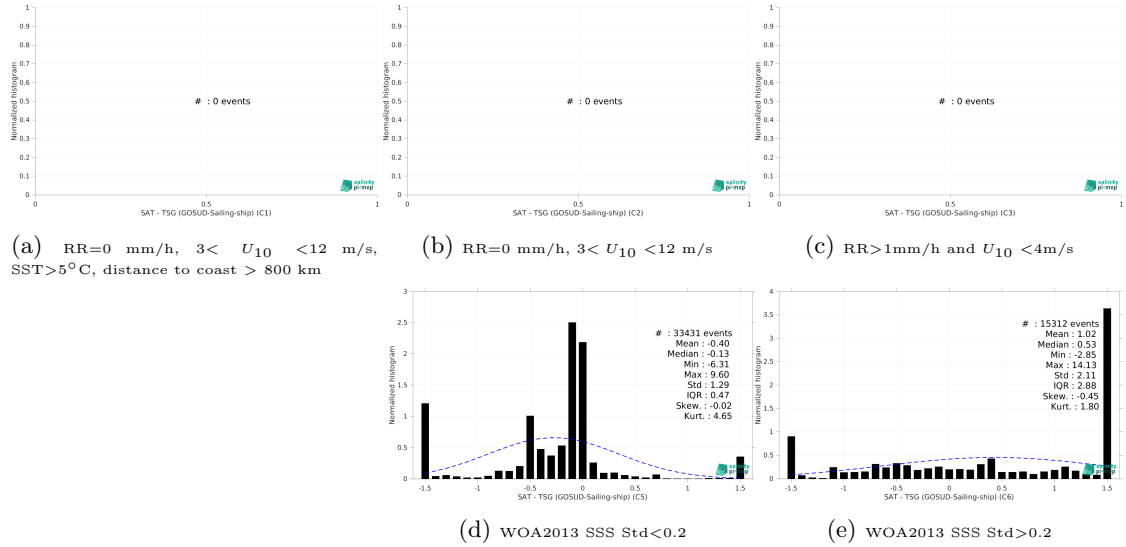 1
0.9
0.8
0.7
0.6
0.5
0.4
0.3
0.2
0.1
0
Normalized histogram
# : 0 events
salinity
pi-mep
0 0.5 1
SAT - TSG (GOSUD-Sailing-ship) (C1)
(a) RR=0 mm/h, 3< U10 <12 m/s,
SST>5°C, distance to coast > 800 km
1
0.9
0.8
0.7
0.6
0.5
0.4
0.3
0.2
0.1
0
Normalized histogram
# : 0 events
salinity
pi-mep
0 0.5 1
SAT - TSG (GOSUD-Sailing-ship) (C2)
(b) RR=0 mm/h, 3< U10 <12 m/s
1
0.9
0.8
0.7
0.6
0.5
0.4
0.3
0.2
0.1
0
Normalized histogram
# : 0 events
salinity
pi-mep
0 0.5 1
SAT - TSG (GOSUD-Sailing-ship) (C3)
(c) RR>1mm/h and U10 <4m/s
3
2.5
2
1.5
1
0.5
0
Normalized histogram
# : 33431 events
Mean : -0.40
Median : -0.13
Min : -6.31
Max : 9.60
Std : 1.29
IQR : 0.47
Skew. : -0.02
Kurt. : 4.65
salinity
pi-mep
-1.5 -1 -0.5 0 0.5 1 1.5
SAT - TSG (GOSUD-Sailing-ship) (C5)
(d) WOA2013 SSS Std<0.2
4
3.5
3
2.5
2
1.5
1
0.5
0
Normalized histogram
# : 15312 events
Mean : 1.02
Median : 0.53
Min : -2.85
Max : 14.13
Std : 2.11
IQR : 2.88
Skew. : -0.45
Kurt. : 1.80
salinity
pi-mep
-1.5 -1 -0.5 0 0.5 1 1.5
SAT - TSG (GOSUD-Sailing-ship) (C6)
(e) WOA2013 SSS Std>0.2